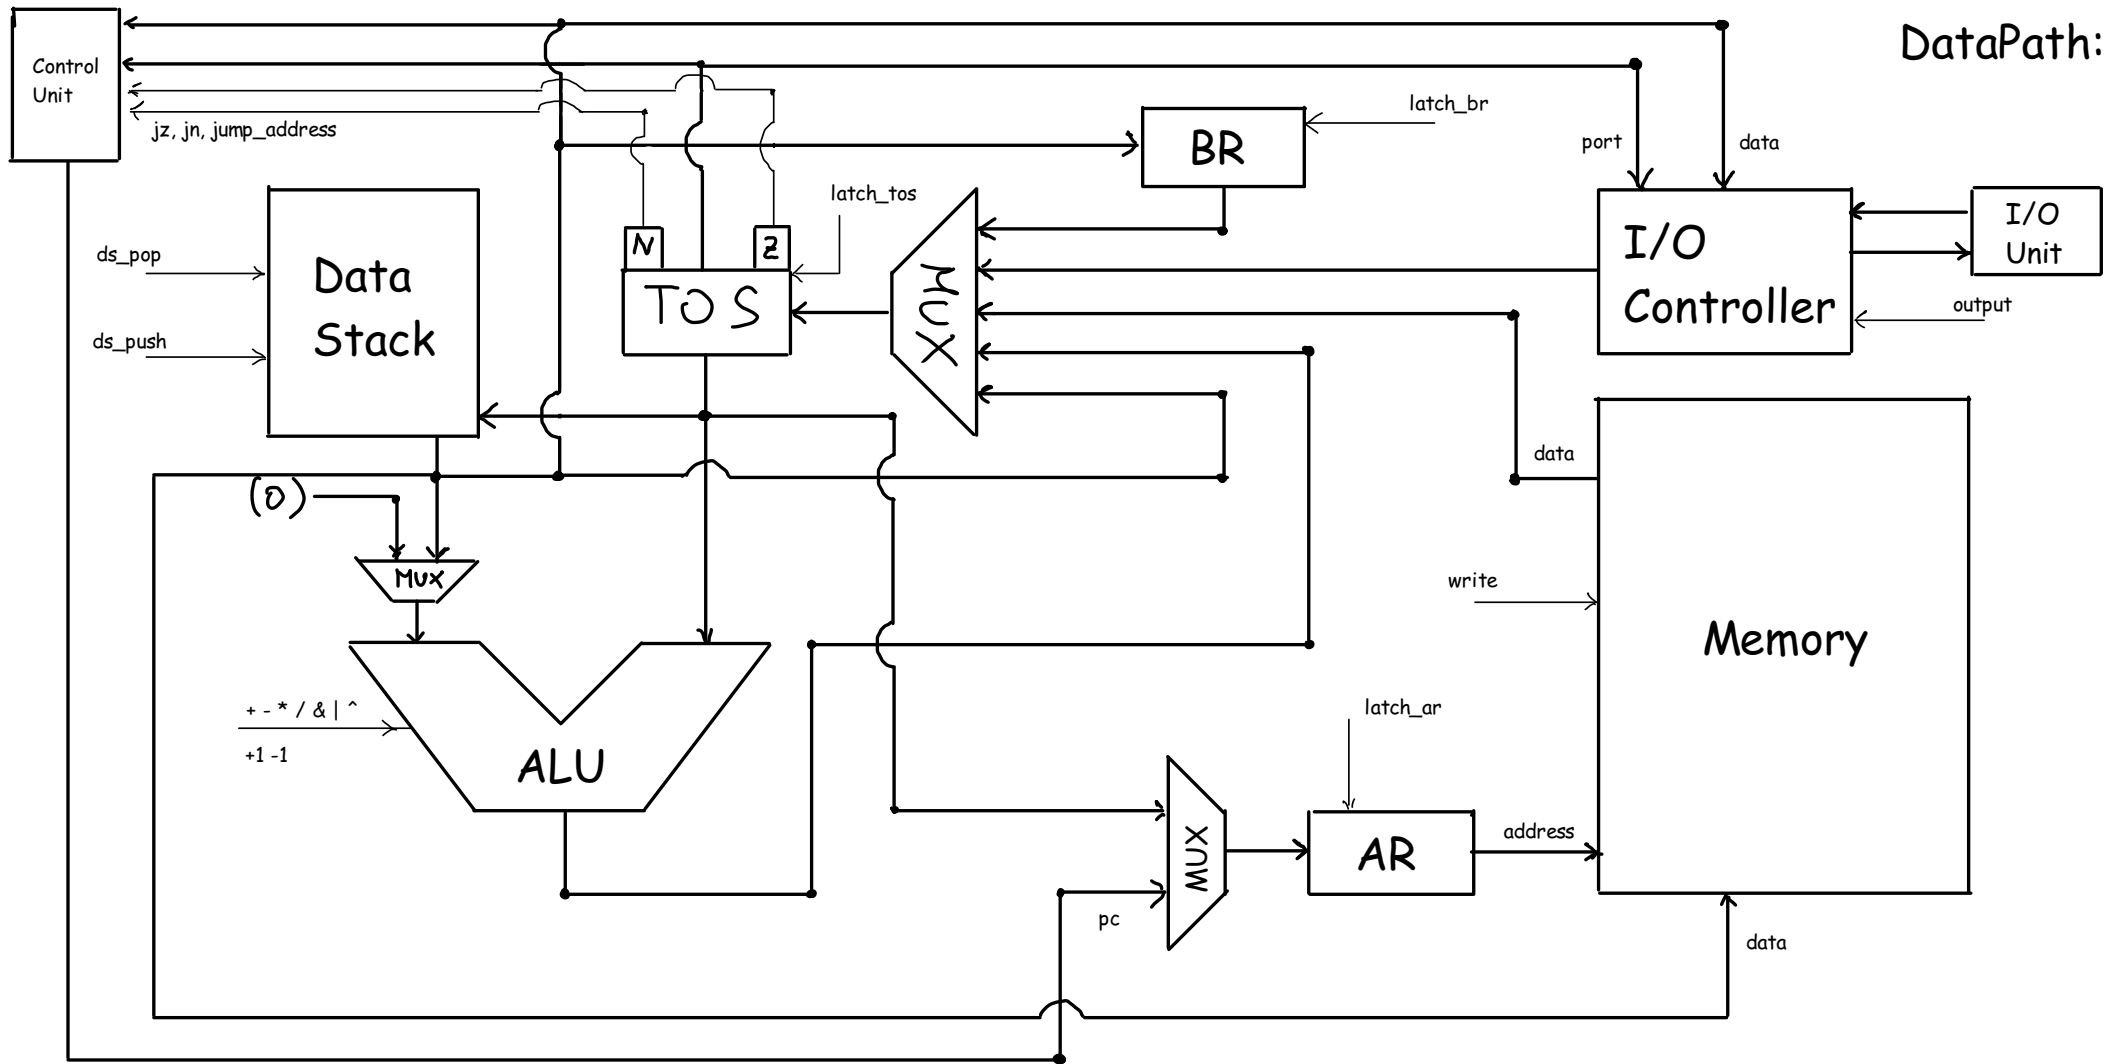 DataPath:
Control
Unit
jz, jn, jump_address
latch_br
BR
port
data
latch_tos
I/O
Unit
I/O
Controller
output
N
Z
TOS
MUX
ds_pop
ds_push
Data
Stack
(0)
MUX
data
write
Memory
+ - * / & | ^
+1 -1
ALU
latch_ar
MUX
AR
address
pc
data